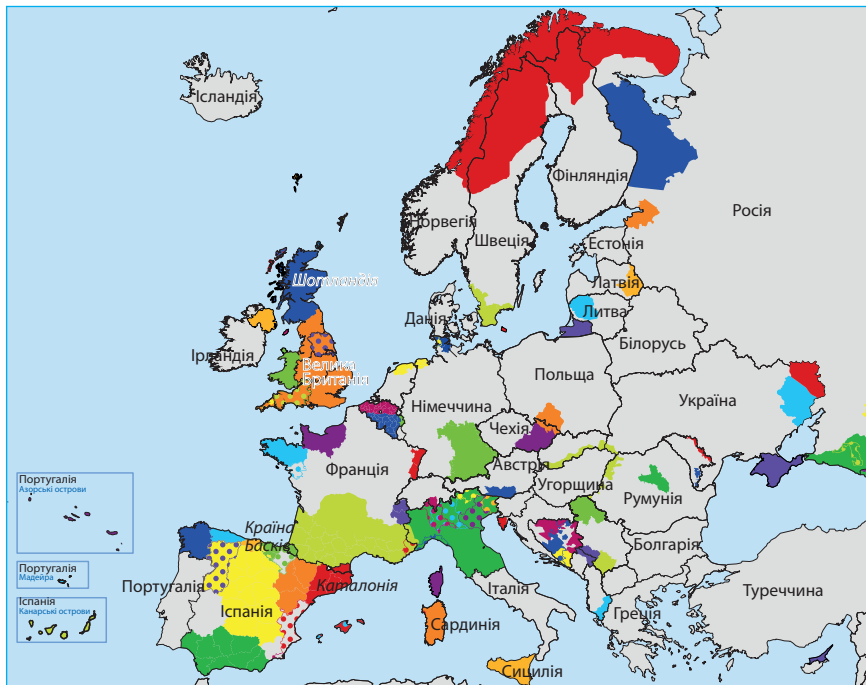 Ісландія
Фінляндія
Росія
Норвегія
Швеція
Естонія
Шотландія
Латвія
Данія
Литва
Ірландія
Білорусь
Велика
Британія
Польща
Німеччина
Україна
Чехія
Франція
Австрі
Угорщина
Румунія
Португалія
Азорські острови
Країна
Басків
Болгарія
Португалія
Мадейра
Португалія
Каталонія
Італія
Туреччина
Іспанія
Канарські острови
Іспанія
Греція
Сардинія
Сицилія